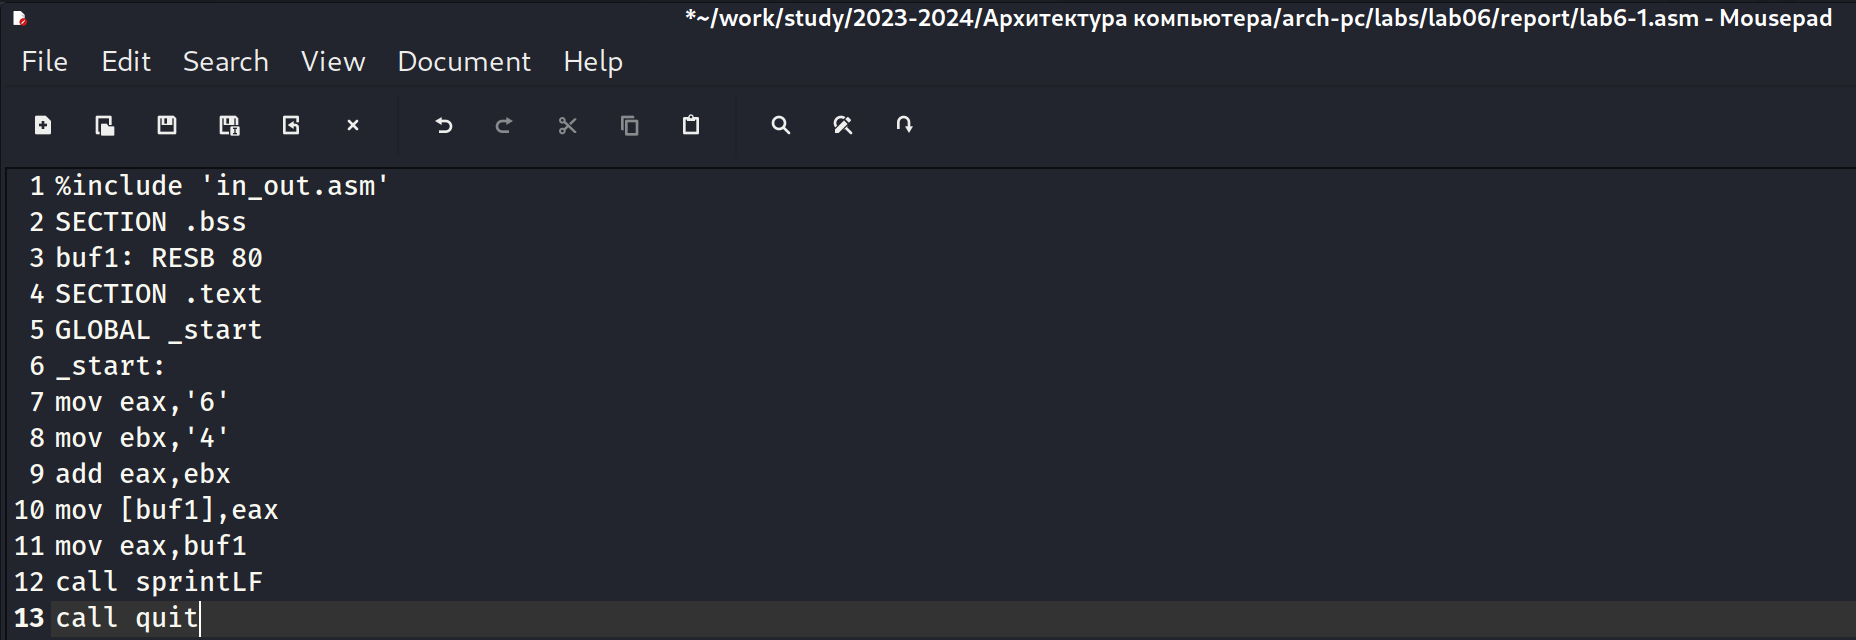 *~/work/study/2023-2024/Архитектура компьютера/arch-pc/labs/lab06/report/lab6-1.asm - Mousepad
File Edit Search View Document Help
1 %include 'in_out.asm'
2 SECTION .bss
3 buf1: RESB 80
4 SECTION .text
5 GLOBAL _start
6 _start:
7 mov eax,'6'
8 mov ebx,'4'
9 add eax,ebx
10 mov [buf1],eax
11 mov eax,buf1
12 call sprintLF
13 call quit